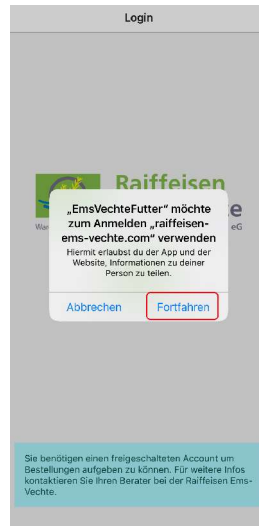 Login
Raiffeisen
„EmsVechteFutter“ möchte
zum Anmelden „raiffeisen-
ems-vechte.com“ verwenden
Hiermit erlaubst du der App und der
Website, Informationen zu deiner
Person zu teilen.
Abbrechen
Fortfahren
eG
Sie benötigen einen freigeschalteten Account um
Bestellungen aufgeben zu können. Für weitere Infos
kontaktieren Sie Ihren Berater bei der Raiffeisen Ems-
Vechte.